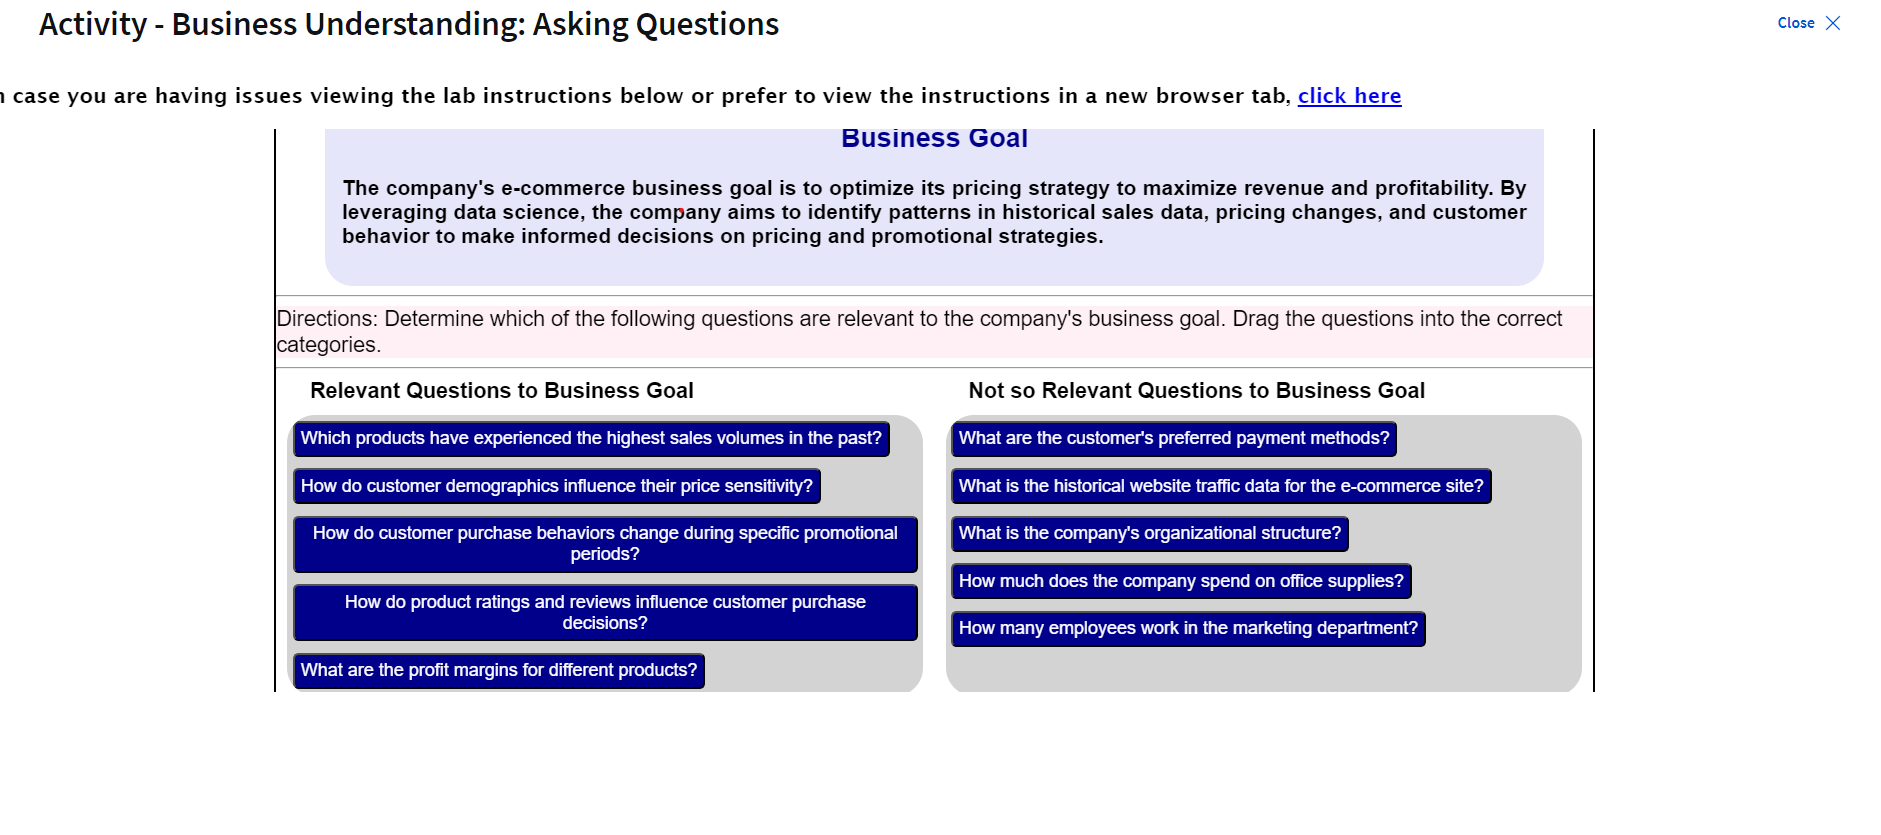 Activity - Business Understanding: Asking Questions
Close
case you are having issues viewing the lab instructions below or prefer to view the instructions in a new browser tab, click here
Business Goal
The company's e-commerce business goal is to optimize its pricing strategy to maximize revenue and profitability. By
leveraging data science, the company aims to identify patterns in historical sales data, pricing changes, and customer
behavior to make informed decisions on pricing and promotional strategies.
Directions: Determine which of the following questions are relevant to the company's business goal. Drag the questions into the correct
categories.
Relevant Questions to Business Goal
Which products have experienced the highest sales volumes in the past?
How do customer demographics influence their price sensitivity?
How do customer purchase behaviors change during specific promotional
periods?
How do product ratings and reviews influence customer purchase
decisions?
What are the profit margins for different products?
Not so Relevant Questions to Business Goal
What are the customer's preferred payment methods?
What is the historical website traffic data for the e-commerce site?
What is the company's organizational structure?
How much does the company spend on office supplies?
How many employees work in the marketing department?